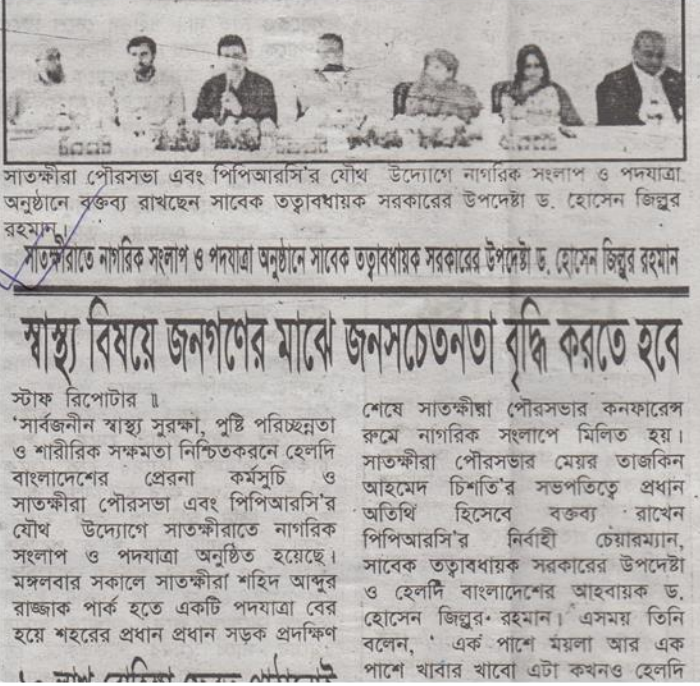 সাতক্ষীরা পৌরসভা এবং পিপিআরসি'র যৌথ উদ্যোগে নাগরিক সংলাপ ও পদযাত্রা
অনুষ্ঠানে বক্তব্য রাখছেন সাবেক তত্বাবধায়ক সরকারের উপদেষ্টা ড. হোসেন জিল্লুর
রহমান।
সাতক্ষীরাতে নাগরিক সংলাপ ও পদযাত্রা অনুষ্ঠানে সাবেক তত্বাবধায়ক সরকারের উপদেষ্টা ড. হোসেন জিল্লুর রহমান
স্বাস্থ্য বিষয়ে জনগণের মাঝে জনসচেতনতা বৃদ্ধি করতে হবে
স্টাফ রিপোটার ॥
'সার্বজনীন স্বাস্থ্য সুরক্ষা, পুষ্টি পরিচ্ছন্নতা
ও শারীরিক সক্ষমতা নিশ্চিতকরনে হেলদি
বাংলাদেশের প্রেরনা কর্মসুচি ও
সাতক্ষীরা পৌরসভা এবং পিপিআরসি'র
যৌথ উদ্যোগে সাতক্ষীরাতে নাগরিক
সংলাপ ও পদযাত্রা অনুষ্ঠিত হয়েছে।
মঙ্গলবার সকালে সাতক্ষীরা শহিদ আব্দুর
রাজ্জাক পার্ক হতে একটি পদযাত্রা বের
হয়ে শহরের প্রধান প্রধান সড়ক প্রদক্ষিণ
শেষে সাতক্ষীরা পৌরসভার কনফারেন্স
রুমে নাগরিক সংলাপে মিলিত হয়।
সাতক্ষীরা পৌরসভার মেয়র তাজকিন
আহমেদ চিশতি'র সভপতিত্বে প্রধান
অতিথি হিসেবে বক্তব্য রাখেন
পিপিআরসি'র নির্বাহী চেয়ারম্যান,
সাবেক তত্বাবধায়ক সরকারের উপদেষ্টা
ও হেলদি বাংলাদেশের আহবায়ক ড.
হোসেন জিল্লুর রহমান। এসময় তিনি
বলেন, ' এক পাশে ময়লা আর এক
পাশে খাবার খাবো এটা কখনও হেলদি